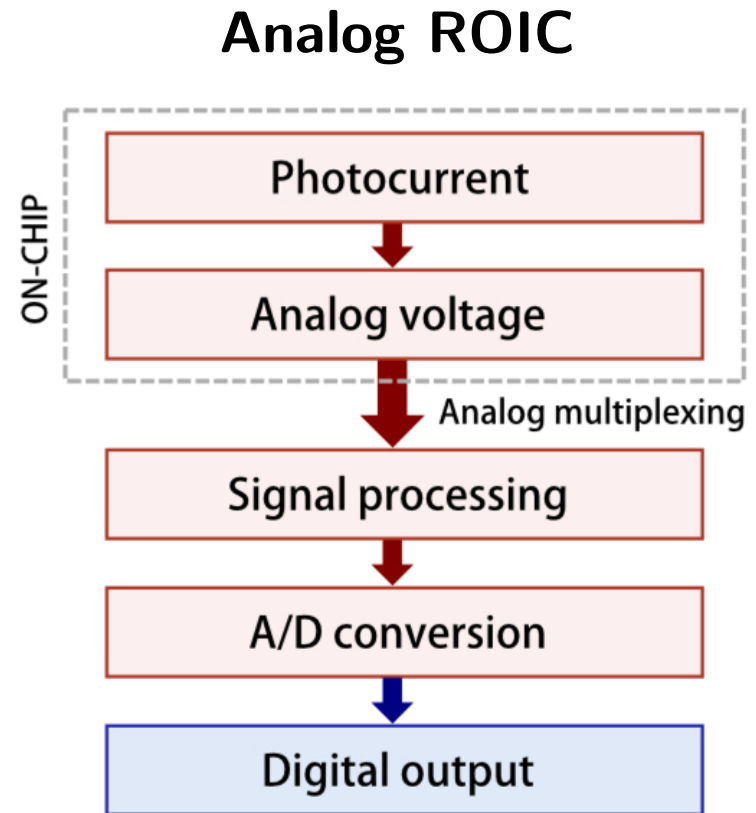 Analog ROIC
ON-CHIP
Photocurrent
Analog voltage
Analog multiplexing
Signal processing
A/D conversion
Digital output